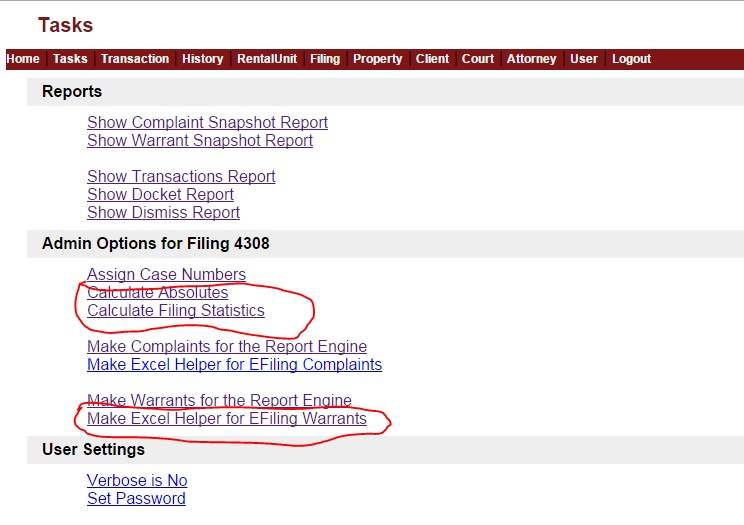 Tasks
Home Tasks Transaction History RentalUnit Filing Property Client Court Attorney User Logout
Reports
Show Complaint Snapshot Report
Show Warrant Snapshot Report
Show Transactions Report
Show Docket Report
Show Dismiss Report
Admin Options for Filing 4308
Assign Case Numbers
Calculate Absolutes
Calculate Filing Statistics
Make Complaints for the Report Engine
Make Excel Helper for EFiling Complaints
Make Warrants for the Report Engine
Make Excel Helper for EFiling Warrants
User Settings
Verbose is No
Set Password